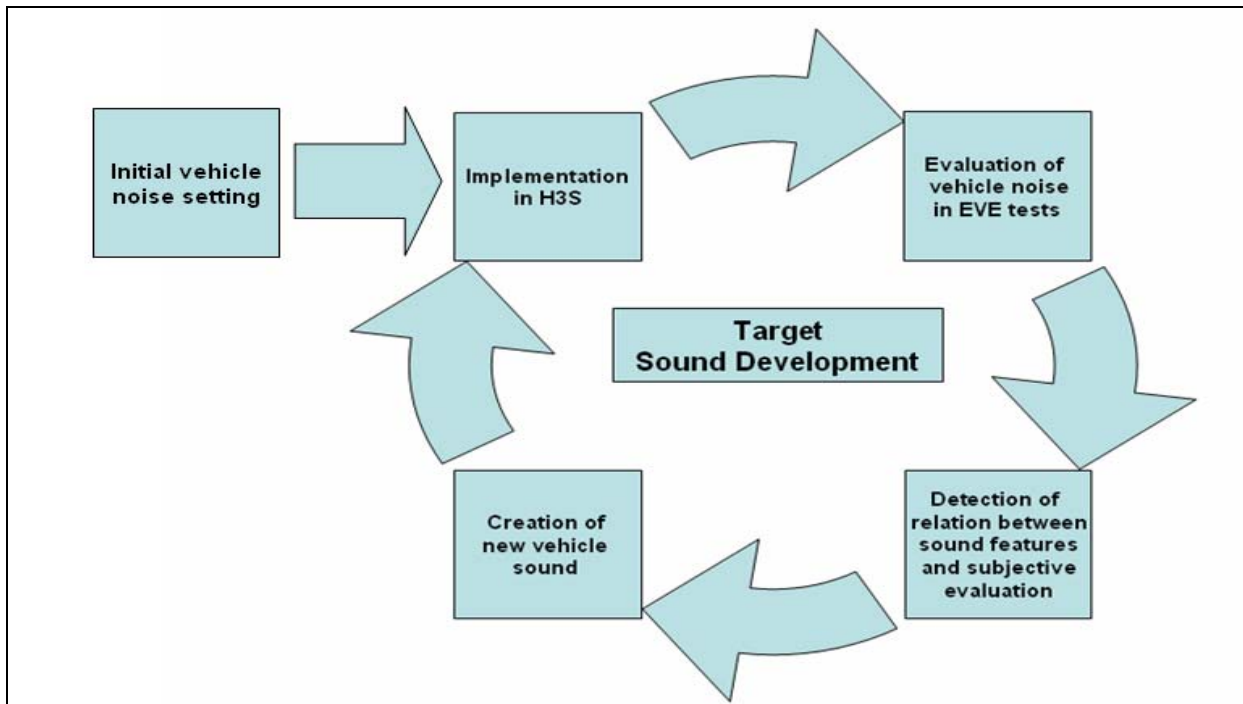 Initial vehicle
noise setting
Implementation
in H3S
Evaluation of
vehicle noise
in EVE tests
Target
Sound Development
Creation of
new vehicle
sound
Detection of
relation between
sound features
and subjective
evaluation